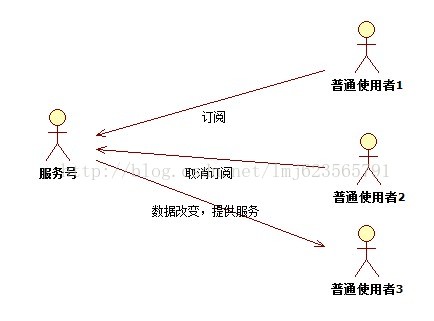 普通使用者1
订阅
服务号
http://blog.csdn.net/lmj623565791
取消订阅
普通使用者2
数据改变，提供服务
普通使用者3